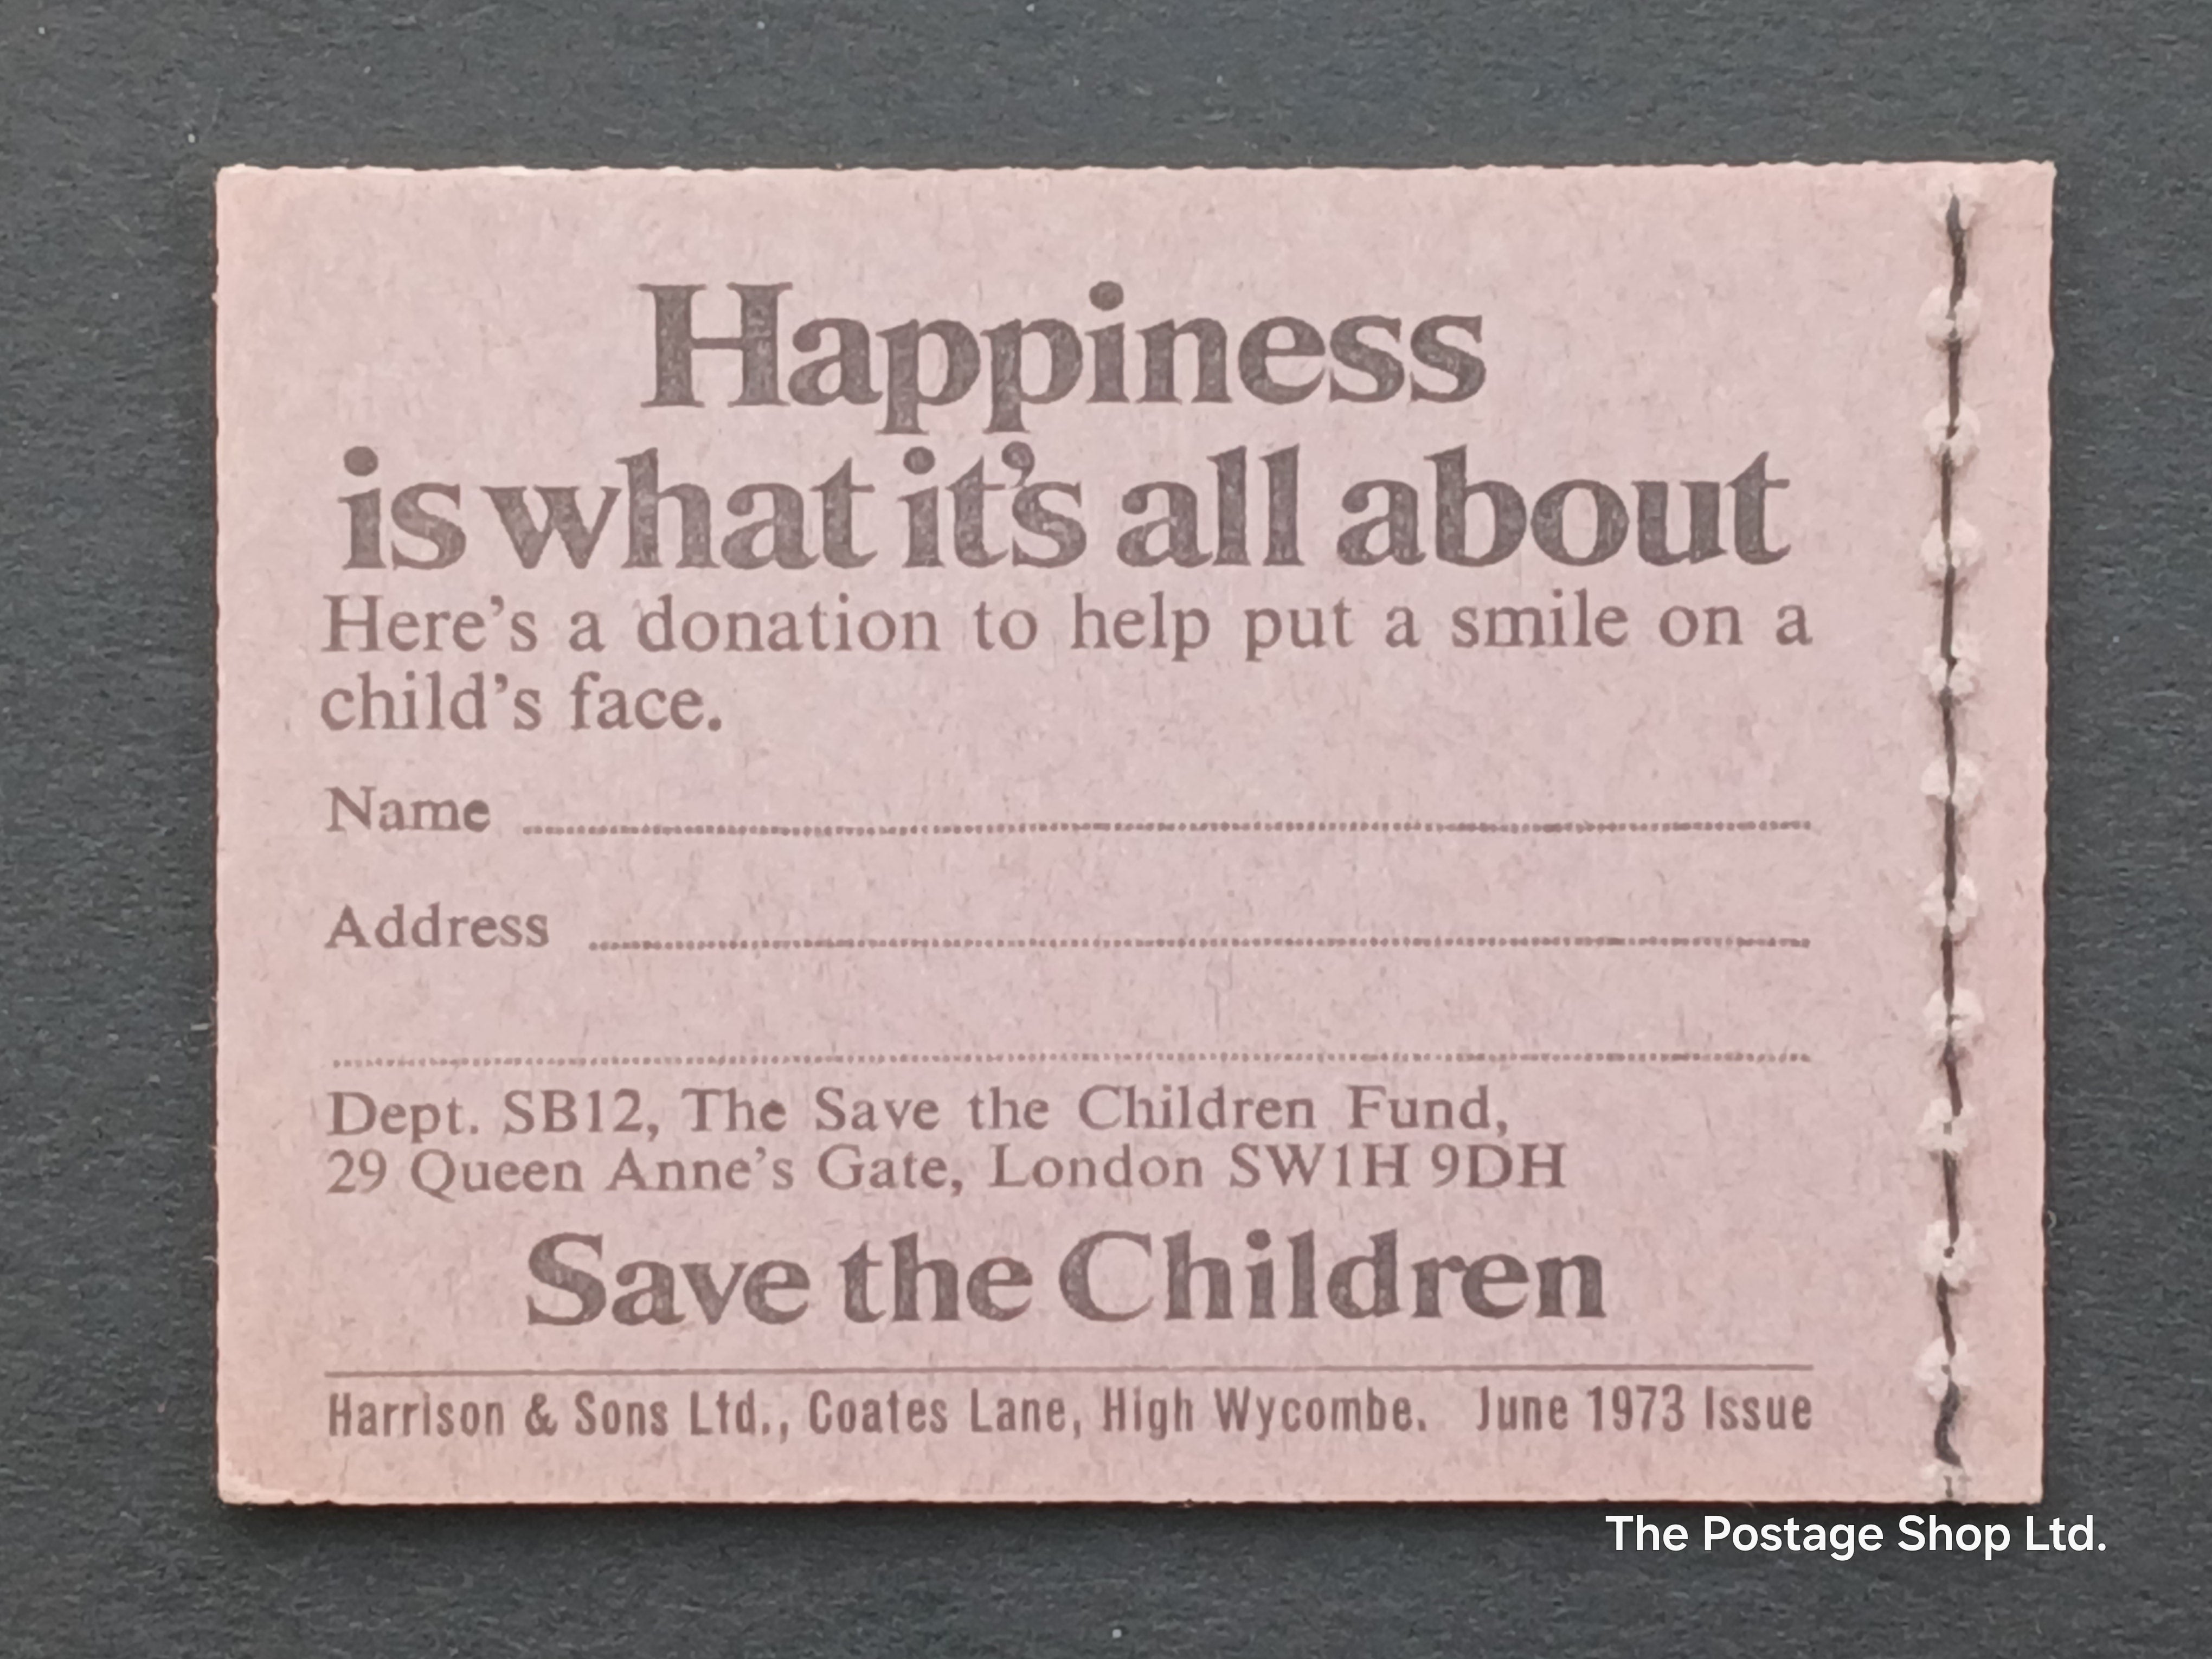 Happiness
is what it's all about
Here's a donation to help put a smile on a
child's face.
Name
Address
Dept. SB12, The Save the Children Fund,
29 Queen Anne's Gate, London SW1H 9DH
Save the Children
Harrison & Sons Ltd., Coates Lane, High Wycombe. June 1973 Issue
The Postage Shop Ltd.